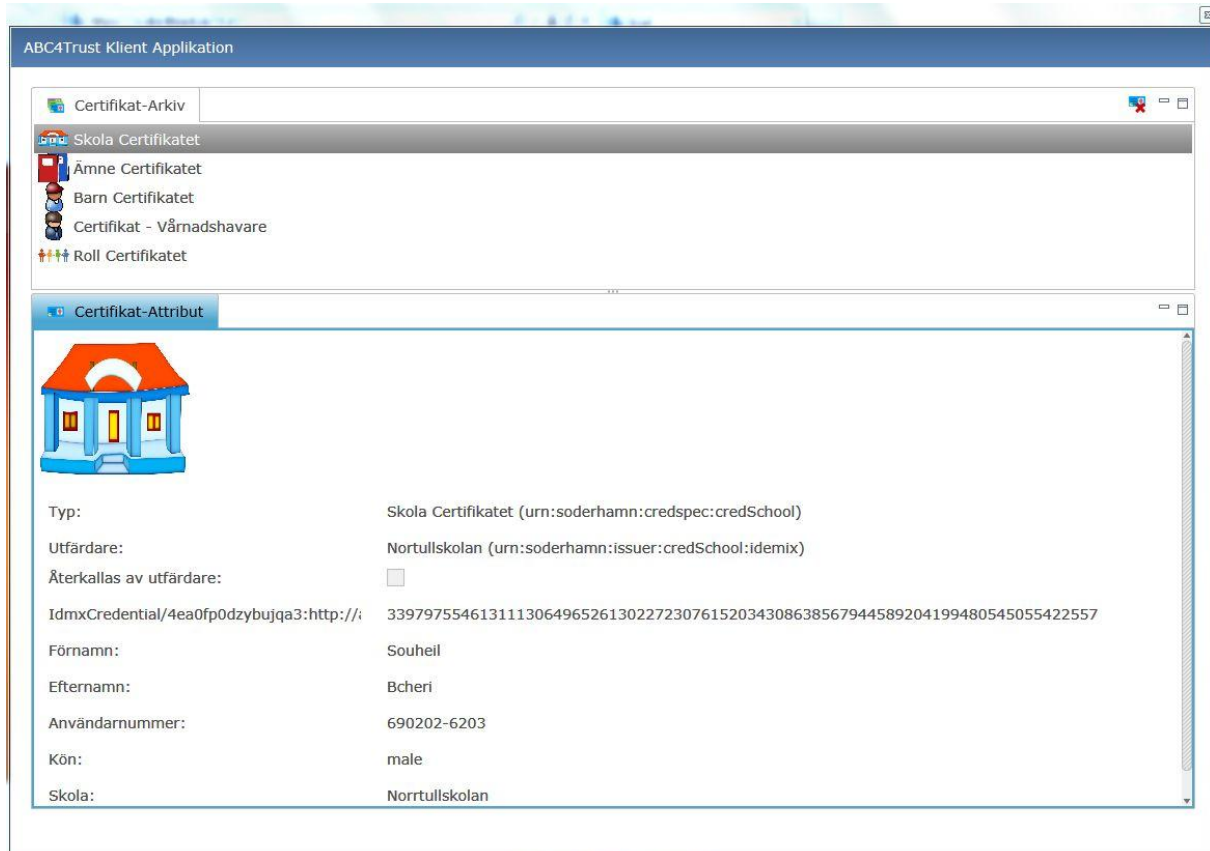 ABC4Trust Klient Applikation
Certifikat-Arkiv
Skola Certifikatet
Ämne Certifikatet
Barn Certifikatet
Certifikat - Vårnadshavare
Roll Certifikatet
Certifikat-Attribut
Typ: Skola Certifikatet (urn:soderhamn:credspec:credSchool)
Utfärdare: Nortullskolan (urn:soderhamn:issuer:credSchool:idemix)
Återkallas av utfärdare:
IdmxCredential/4ea0fp0dzybujqa3:http://a 33979755461311130649652613022723076152034308638567944589204199480545055422557
Förnamn: Souheil
Efternamn: Bcheri
Användarnummer: 690202-6203
Kön: male
Skola: Norrtullskolan